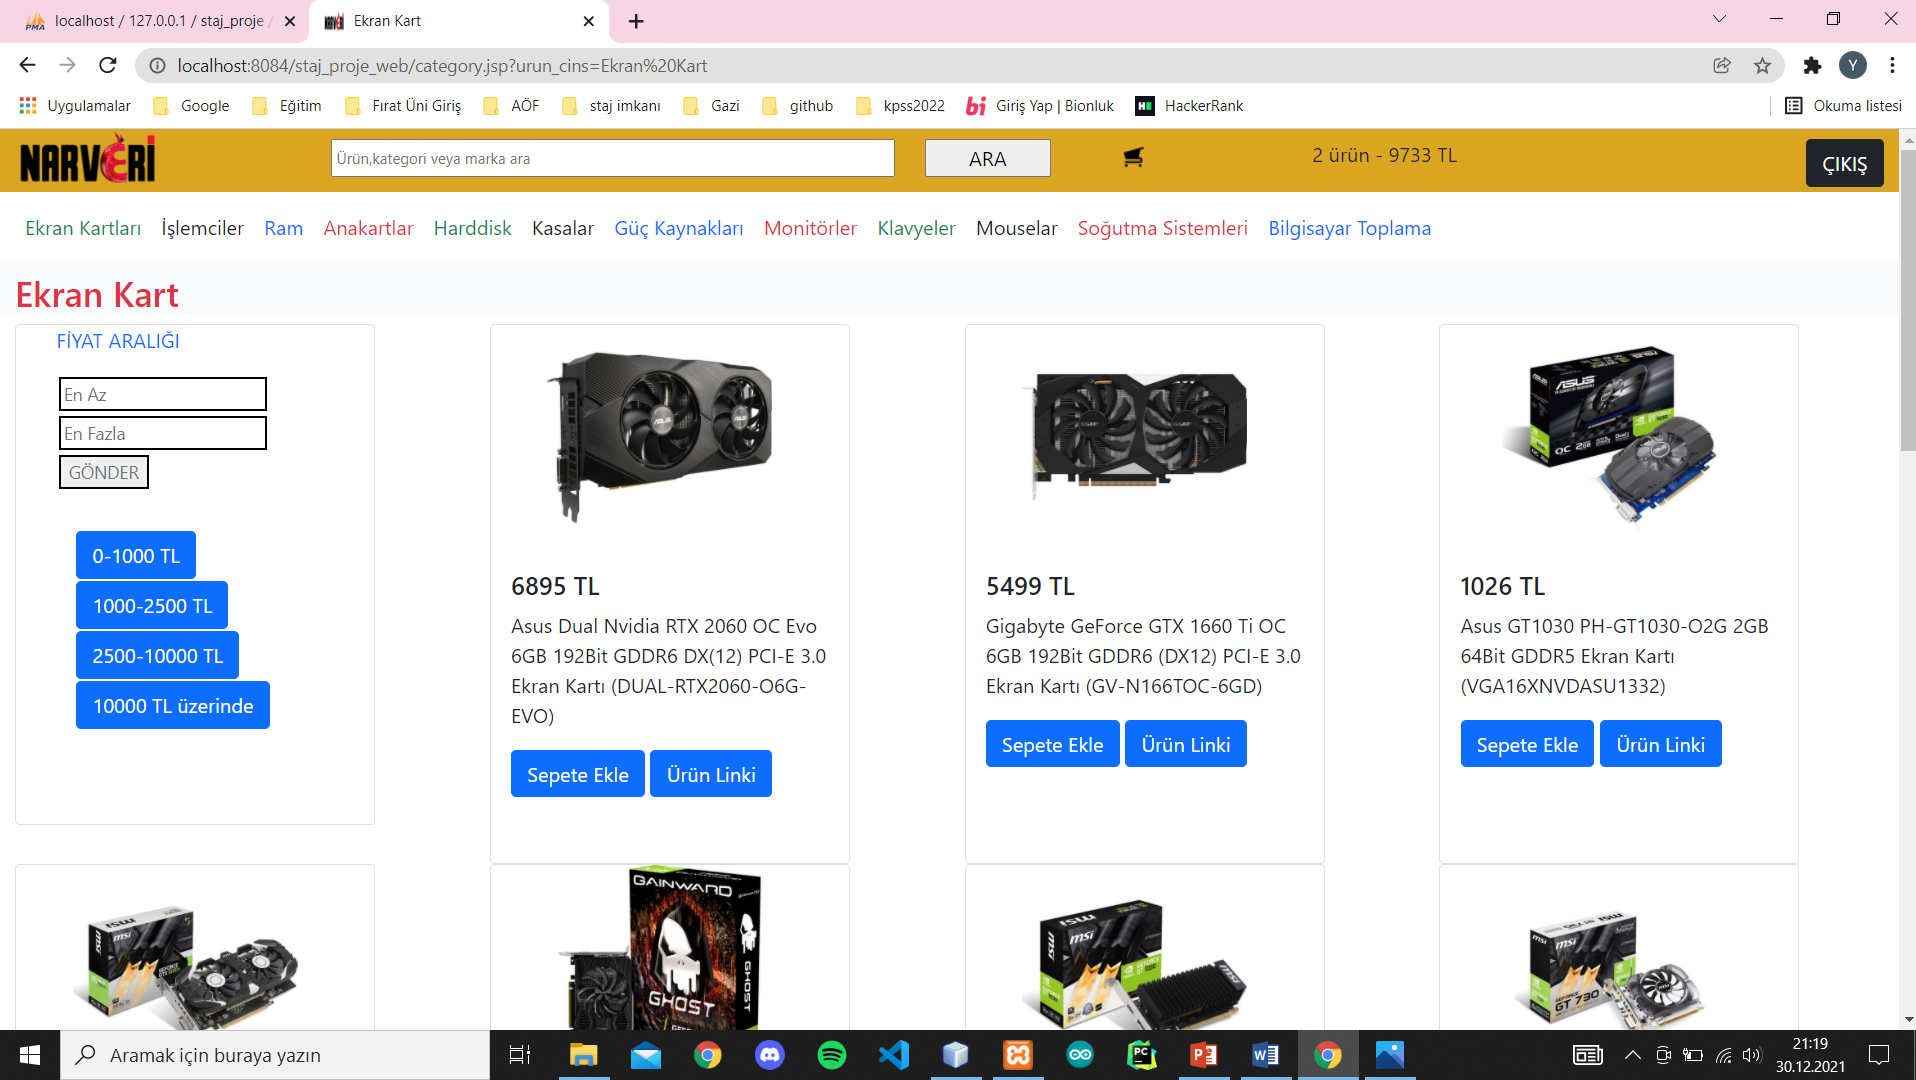 localhost / 127.0.0.1 / staj_proje /
Ekran Kart
localhost:8084/staj_proje_web/category.jsp?urun_cins=Ekran%20Kart
Y
Uygulamalar Google Eğitim Fırat Üni Giriş AÖF staj imkanı Gazi github kpss2022 Giriş Yap | Bionluk HackerRank Okuma listesi
NARVERİ
Ürün,kategori veya marka ara
ARA
2 ürün - 9733 TL
ÇIKIŞ
Ekran Kartları İşlemciler Ram Anakartlar Harddisk Kasalar Güç Kaynakları Monitörler Klavyeler Mouselar Soğutma Sistemleri Bilgisayar Toplama
Ekran Kart
FİYAT ARALIĞI
En Az
En Fazla
GÖNDER
0-1000 TL
1000-2500 TL
2500-10000 TL
10000 TL üzerinde
6895 TL
Asus Dual Nvidia RTX 2060 OC Evo
6GB 192Bit GDDR6 DX(12) PCI-E 3.0
Ekran Kartı (DUAL-RTX2060-O6G-
EVO)
Sepete Ekle Ürün Linki
5499 TL
Gigabyte GeForce GTX 1660 Ti OC
6GB 192Bit GDDR6 (DX12) PCI-E 3.0
Ekran Kartı (GV-N166TOC-6GD)
Sepete Ekle Ürün Linki
ASUS
1026 TL
Asus GT1030 PH-GT1030-O2G 2GB
64Bit GDDR5 Ekran Kartı
(VGA16XNVDASU1332)
Sepete Ekle Ürün Linki
msi
GAINWARD
GHOST
GHOST
msi
msi
GT 730
Aramak için buraya yazın
21:19
30.12.2021